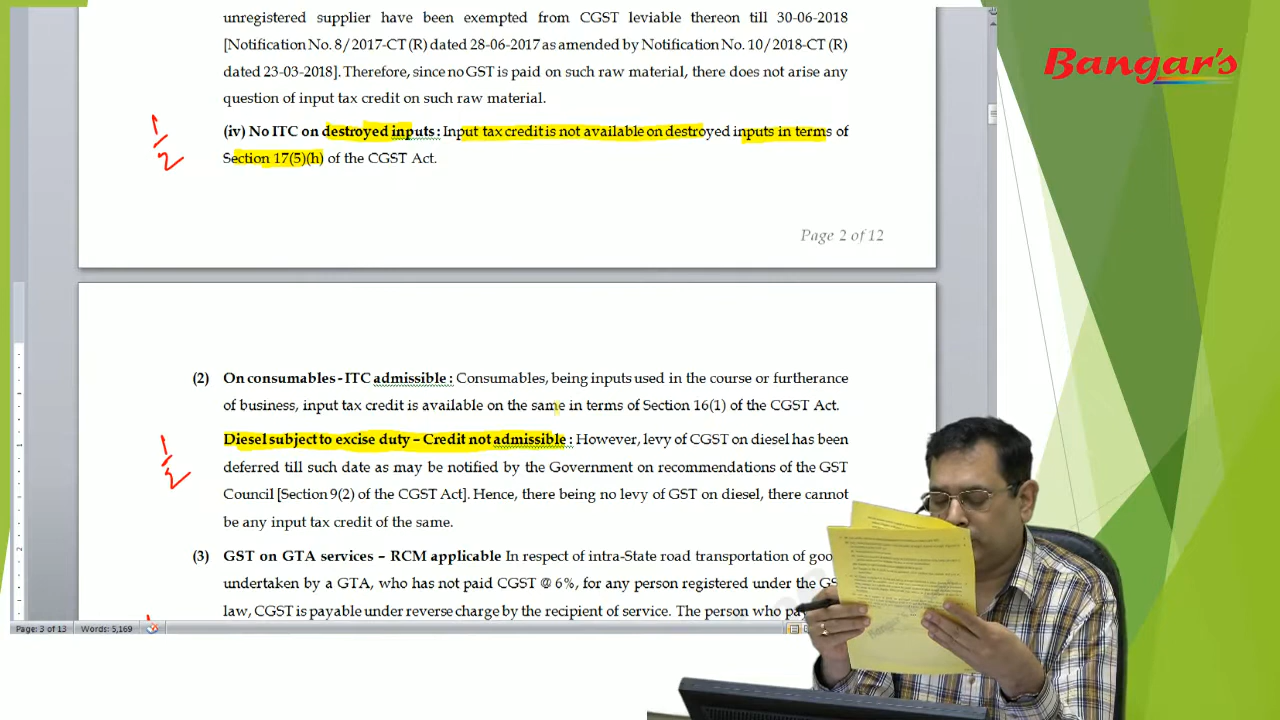 unregistered supplier have been exempted from CGST leviable thereon till 30-06-2018
[Notification No. 8/2017-CT (R) dated 28-06-2017 as amended by Notification No. 10/2018-CT (R)
dated 23-03-2018]. Therefore, since no GST is paid on such raw material, there does not arise any
question of input tax credit on such raw material.
(iv) No ITC on destroyed inputs: Input tax credit is not available on destroyed inputs in terms of
Section 17(5)(h) of the CGST Act.
1/2
Page 2 of 12
(2) On consumables - ITC admissible: Consumables, being inputs used in the course or furtherance
of business, input tax credit is available on the same in terms of Section 16(1) of the CGST Act.
Diesel subject to excise duty – Credit not admissible: However, levy of CGST on diesel has been
1/2
deferred till such date as may be notified by the Government on recommendations of the GST
Council [Section 9(2) of the CGST Act]. Hence, there being no levy of GST on diesel, there cannot
be any input tax credit of the same.
(3) GST on GTA services – RCM applicable In respect of intra-State road transportation of goo
undertaken by a GTA, who has not paid CGST @ 6%, for any person registered under the GS
law, CGST is payable under reverse charge by the recipient of service. The person who pa
Page: 3 of 13 Words: 5,169
Bangar's